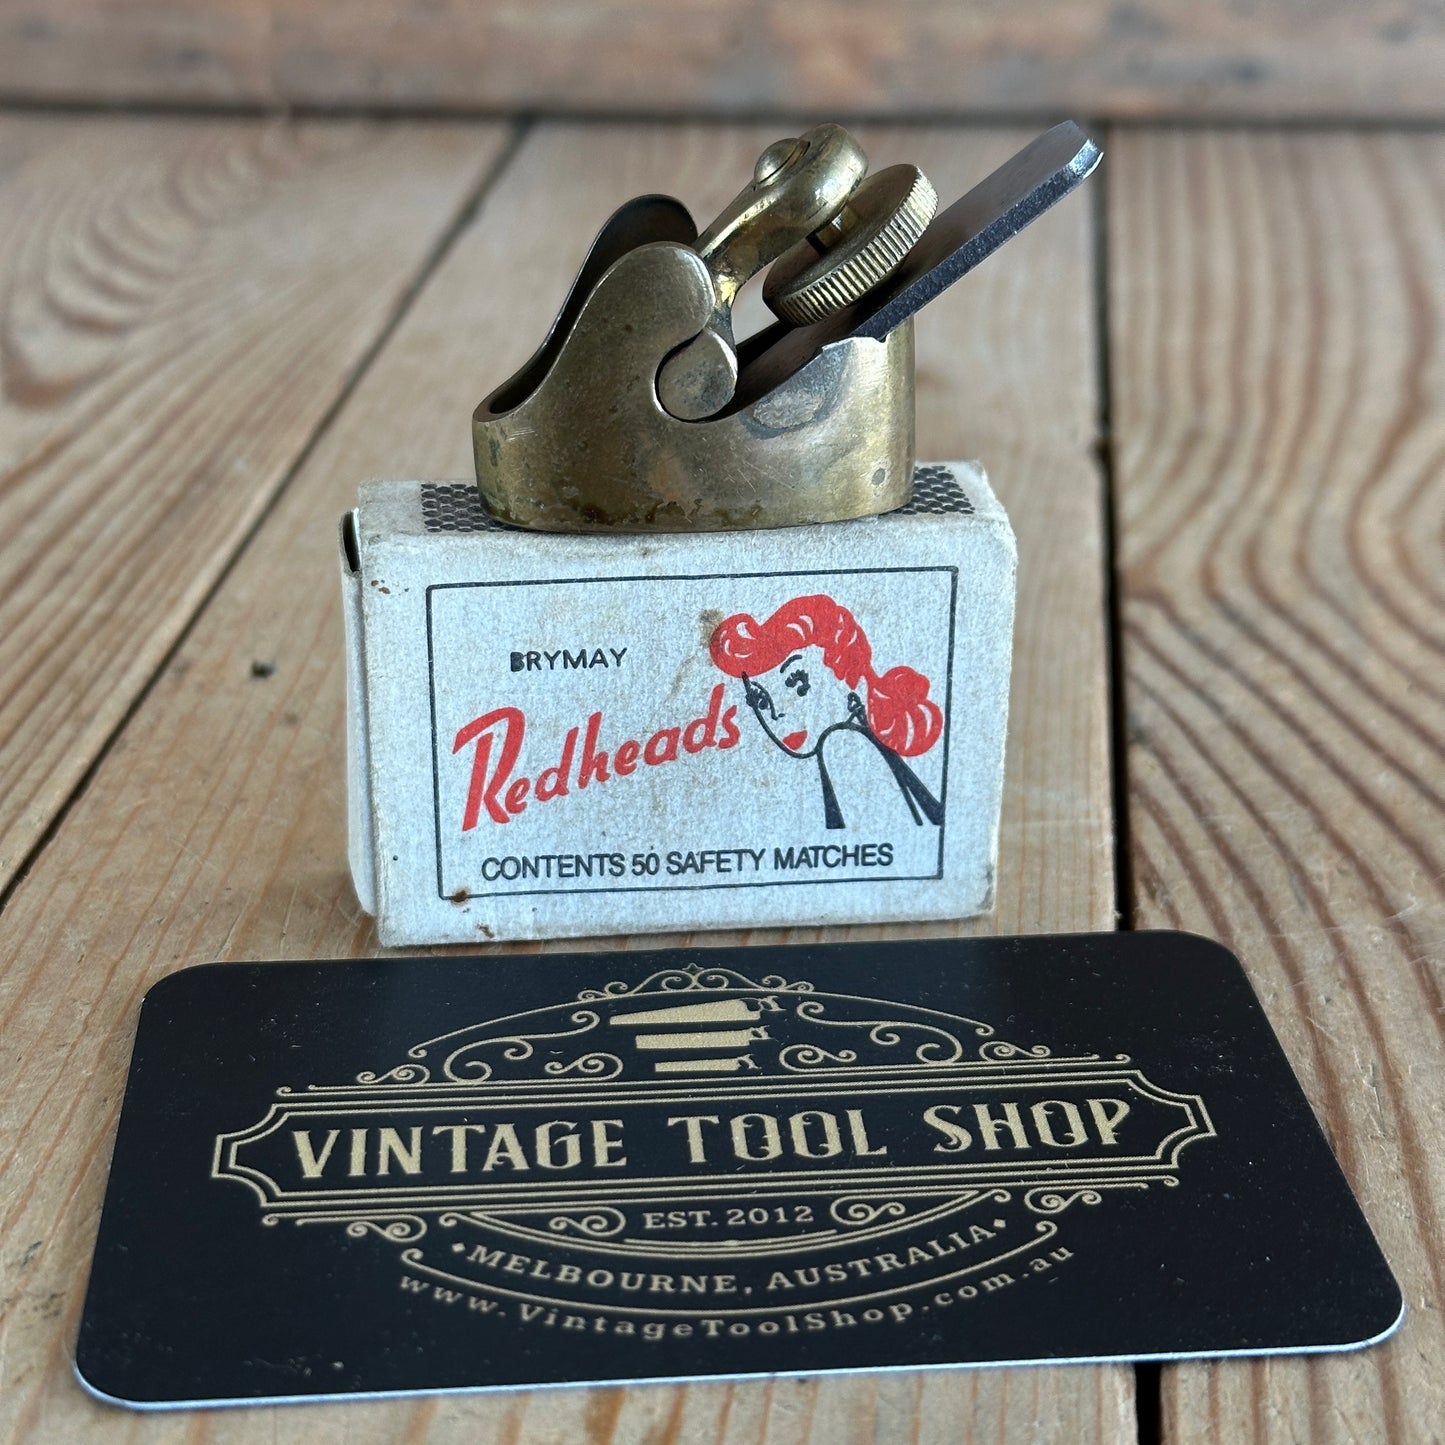 BRYMAY
Redheads
CONTENTS 50 SAFETY MATCHES
VINTAGE TOOL SHOP
EST. 2012
• MELBOURNE, AUSTRALIA •
www.VintageToolShop.com.au